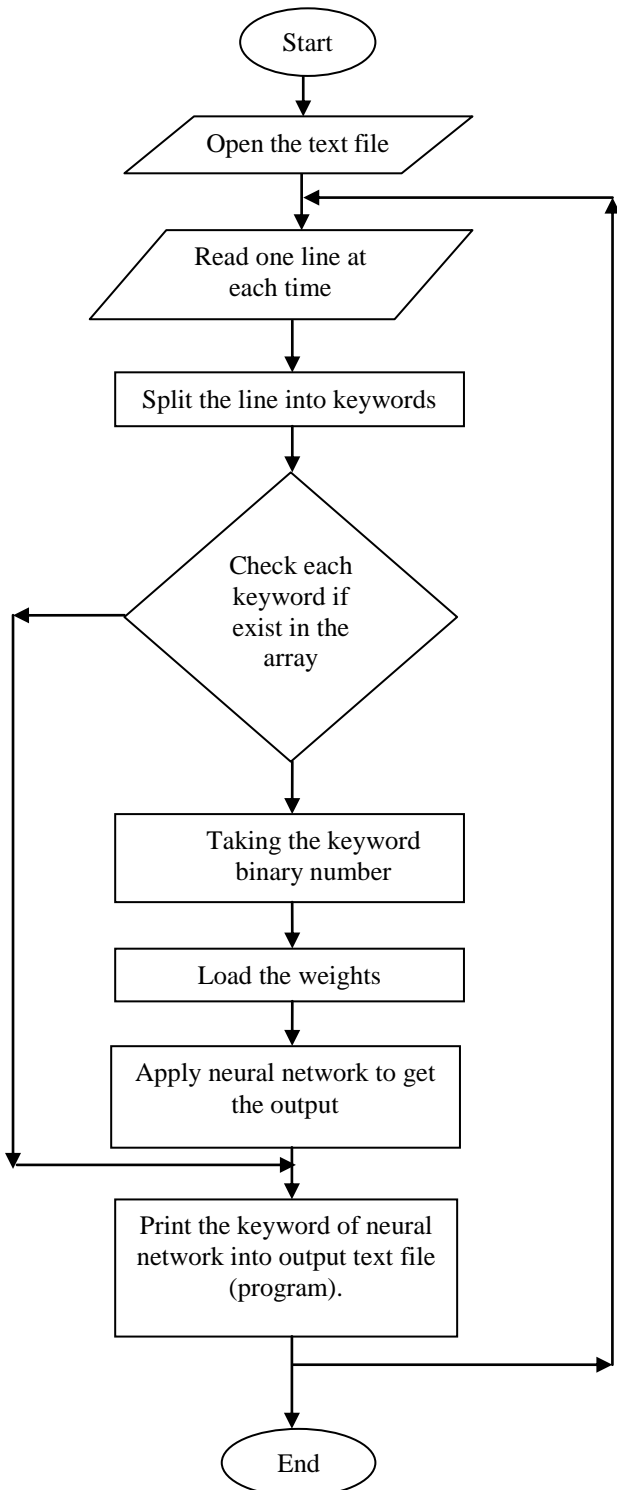 Start
Open the text file
Read one line at
each time
Split the line into keywords
Check each
keyword if
exist in the
array
Taking the keyword
binary number
Load the weights
Apply neural network to get
the output
Print the keyword of neural
network into output text file
(program).
End